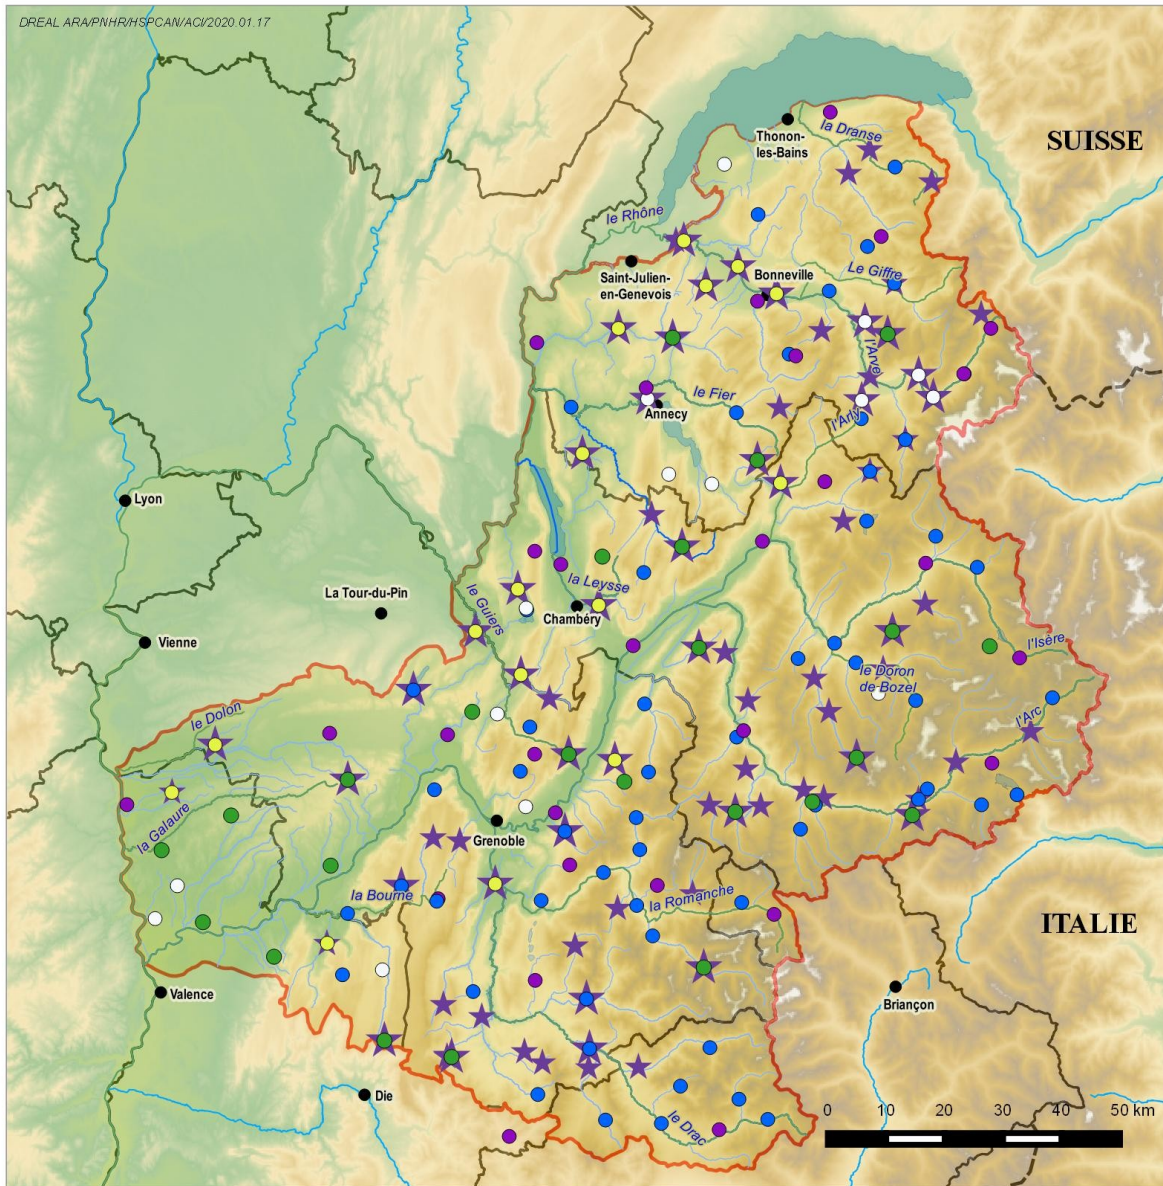 DREAL ARA/PNHR/HSPCAN/ACI/2020.01.17
SUISSE
la Dranse
Thonon-
les-Bains
le Rhône
Saint-Julien-
en-Genevois
Bonneville
Le Giffre
l'Arve
le Fier
Annecy
l'Arly
Lyon
la Leysse
La Tour-du-Pin
le Guiers
Chambéry
Vienne
l'Isère
le Doron
de Bozel
l'Arc
le Dolon
la Galaure
Grenoble
la Bourne
la Romanche
ITALIE
Valence
Briançon
Die
le Drac
0 10 20 30 40 50 km